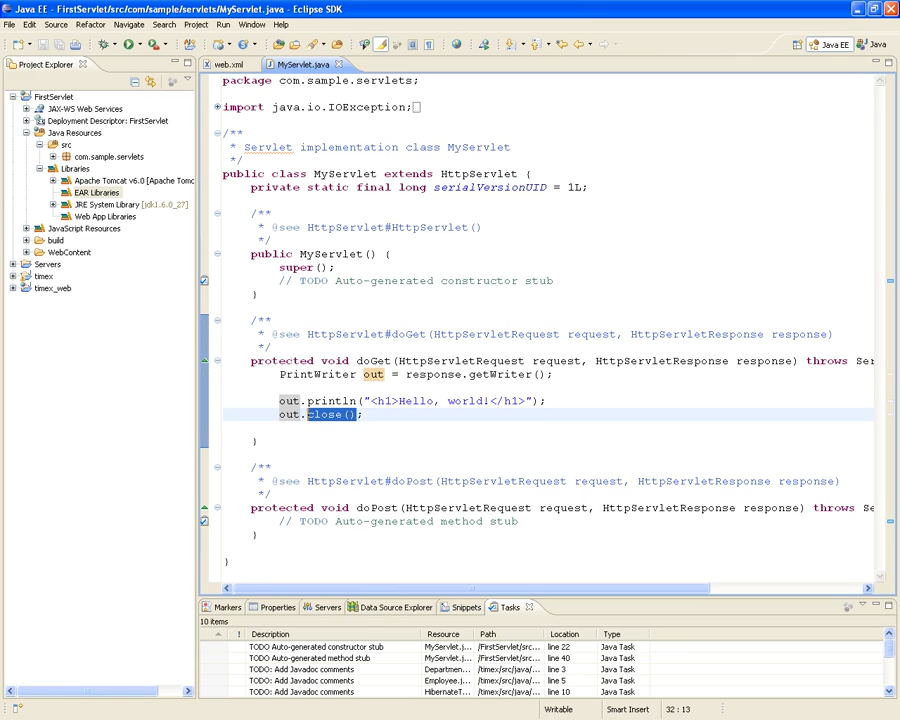 Java EE - FirstServlet/src/com/sample/servlets/MyServlet.java - Eclipse SDK
File Edit Source Refactor Navigate Search Project Run Window Help
Java EE Java
Project Explorer
web.xml MyServlet.java
FirstServlet
JAX-WS Web Services
Deployment Descriptor: FirstServlet
Java Resources
src
com.sample.servlets
Libraries
Apache Tomcat v6.0 [Apache Tomc
EAR Libraries
JRE System Library [jdk1.6.0_27]
Web App Libraries
JavaScript Resources
build
WebContent
Servers
timex
timex_web
package com.sample.servlets;
import java.io.IOException;
/**
* Servlet implementation class MyServlet
*/
public class MyServlet extends HttpServlet {
private static final long serialVersionUID = 1L;
/**
* @see HttpServlet#HttpServlet()
*/
public MyServlet() {
super();
// TODO Auto-generated constructor stub
}
/**
* @see HttpServlet#doGet(HttpServletRequest request, HttpServletResponse response)
*/
protected void doGet(HttpServletRequest request, HttpServletResponse response) throws Ser
PrintWriter out = response.getWriter();
out.println("<h1>Hello, world!</h1>");
out.close();
}
/**
* @see HttpServlet#doPost(HttpServletRequest request, HttpServletResponse response)
*/
protected void doPost(HttpServletRequest request, HttpServletResponse response) throws Se
// TODO Auto-generated method stub
}
}
Markers Properties Servers Data Source Explorer Snippets Tasks
10 items
! Description Resource Path Location Type
TODO Auto-generated constructor stub MyServlet.j... /FirstServlet/src... line 22 Java Task
TODO Auto-generated method stub MyServlet.j... /FirstServlet/src... line 40 Java Task
TODO: Add Javadoc comments Departmen... /timex/src/java/... line 3 Java Task
TODO: Add Javadoc comments Employee.j... /timex/src/java/... line 5 Java Task
TODO: Add Javadoc comments HibernateT... /timex/src/java/... line 10 Java Task
Writable Smart Insert 32 : 13